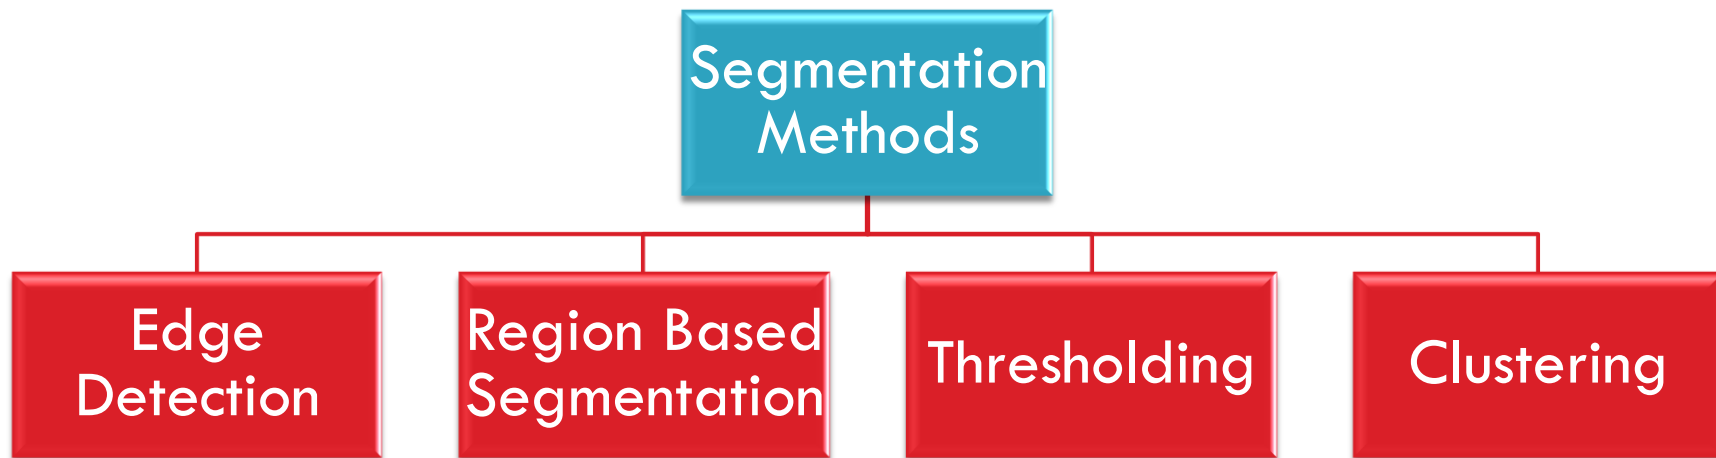 Segmentation
Methods
Edge
Detection
Region Based
Segmentation
Thresholding
Clustering